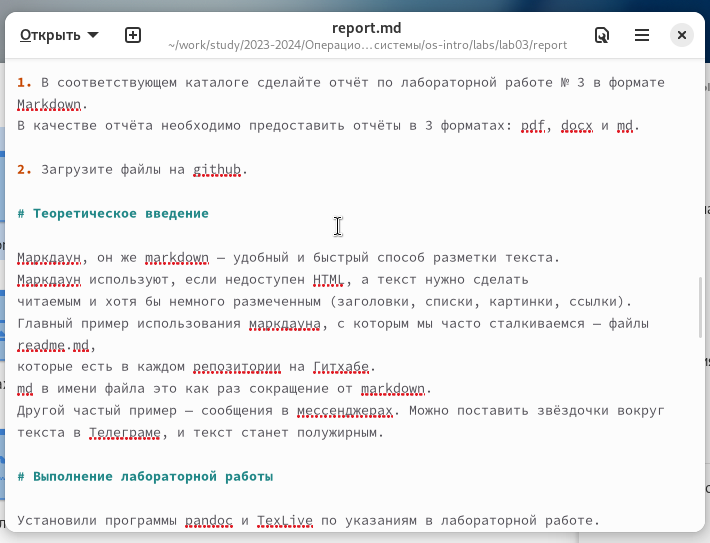 Открыть
report.md
~/work/study/2023-2024/Операцио…системы/os-intro/labs/lab03/report
1. В соответствующем каталоге сделайте отчёт по лабораторной работе № 3 в формате
Markdown.
В качестве отчёта необходимо предоставить отчёты в 3 форматах: pdf, docx и md.
2. Загрузите файлы на github.
# Теоретическое введение
Маркдаун, он же markdown — удобный и быстрый способ разметки текста.
Маркдаун используют, если недоступен HTML, а текст нужно сделать
читаемым и хотя бы немного размеченным (заголовки, списки, картинки, ссылки).
Главный пример использования маркдауна, с которым мы часто сталкиваемся — файлы
readme.md,
которые есть в каждом репозитории на Гитхабе.
md в имени файла это как раз сокращение от markdown.
Другой частый пример — сообщения в мессенджерах. Можно поставить звёздочки вокруг
текста в Телеграме, и текст станет полужирным.
# Выполнение лабораторной работы
Установили программы pandoc и TexLive по указаниям в лабораторной работе.